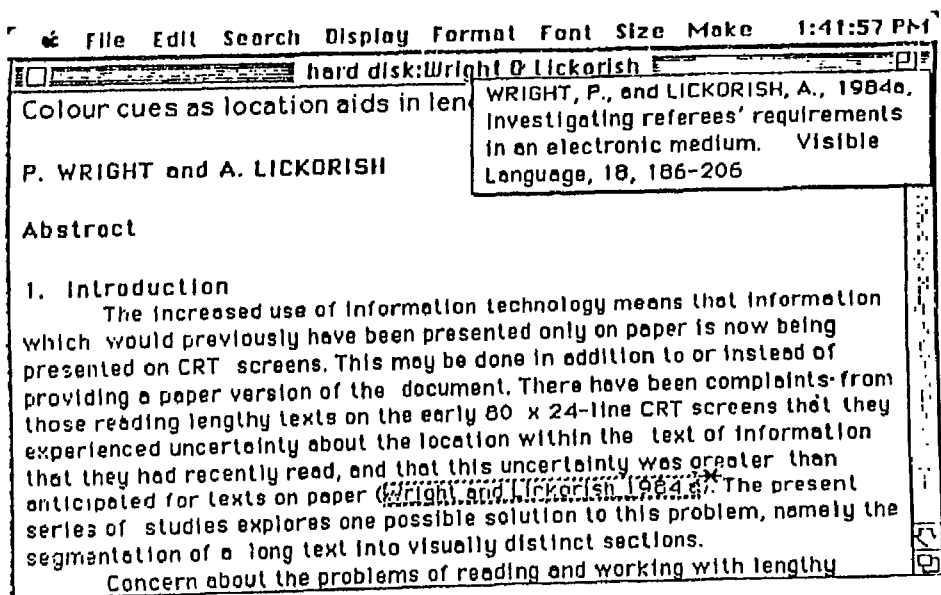 File Edit Search Display Format Font Size Make 1:41:57 PM
hard disk:Wright & Lickorish
Colour cues as location aids in len
WRIGHT, P., and LICKORISH, A., 1984a,
Investigating referees' requirements
in an electronic medium. Visible
Language, 18, 186-206
P. WRIGHT and A. LICKORISH
Abstract
1. Introduction
The increased use of information technology means that information
which would previously have been presented only on paper is now being
presented on CRT screens. This may be done in addition to or instead of
providing a paper version of the document. There have been complaints from
those reading lengthy texts on the early 80 x 24-line CRT screens that they
experienced uncertainty about the location within the text of information
that they had recently read, and that this uncertainty was greater than
anticipated for texts on paper (Wright and Lickorish 1984a). The present
series of studies explores one possible solution to this problem, namely the
segmentation of a long text into visually distinct sections.
Concern about the problems of reading and working with lengthy